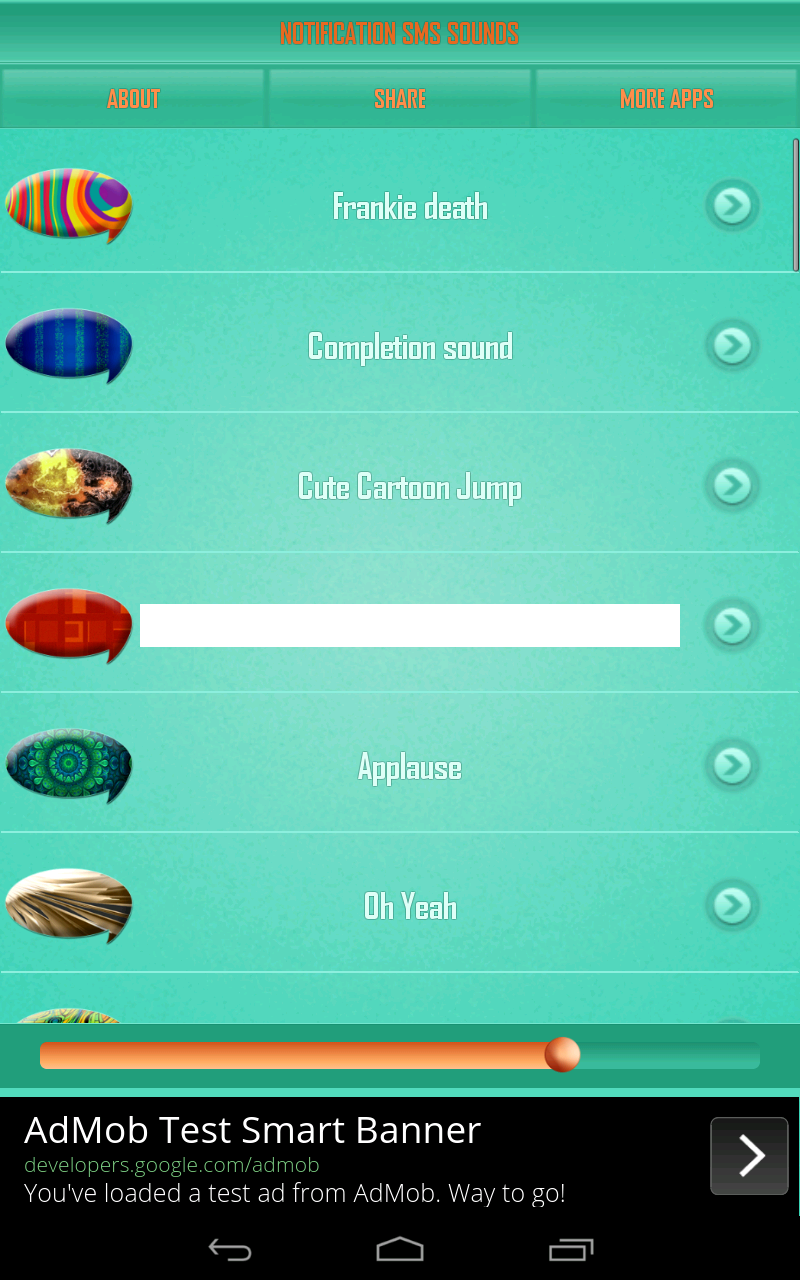 NOTIFICATION SMS SOUNDS
ABOUT
SHARE
MORE APPS
Frankie death
Completion sound
Cute Cartoon Jump
Applause
Oh Yeah
AdMob Test Smart Banner
developers.google.com/admob
You've loaded a test ad from AdMob. Way to go!